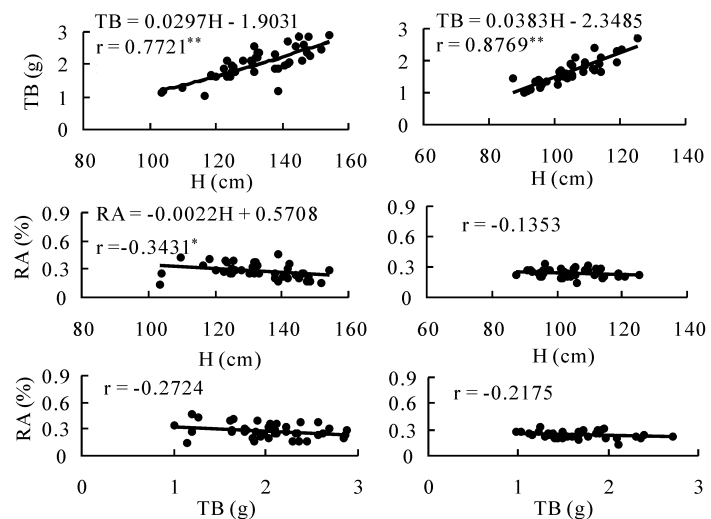 TB = 0.0297H - 1.9031
r = 0.7721**
TB (g)
3
2
1
0
80 100 120 140 160
H (cm)
TB = 0.0383H - 2.3485
r = 0.8769**
3
2
1
0
60 80 100 120 140
H (cm)
RA = -0.0022H + 0.5708
r =-0.3431*
RA (%)
0.9
0.6
0.3
0
80 100 120 140 160
H (cm)
r = -0.1353
0.9
0.6
0.3
0
60 80 100 120 140
H (cm)
r = -0.2724
RA (%)
0.9
0.6
0.3
0
0 1 2 3
TB (g)
r = -0.2175
0.9
0.6
0.3
0
0 1 2 3
TB (g)